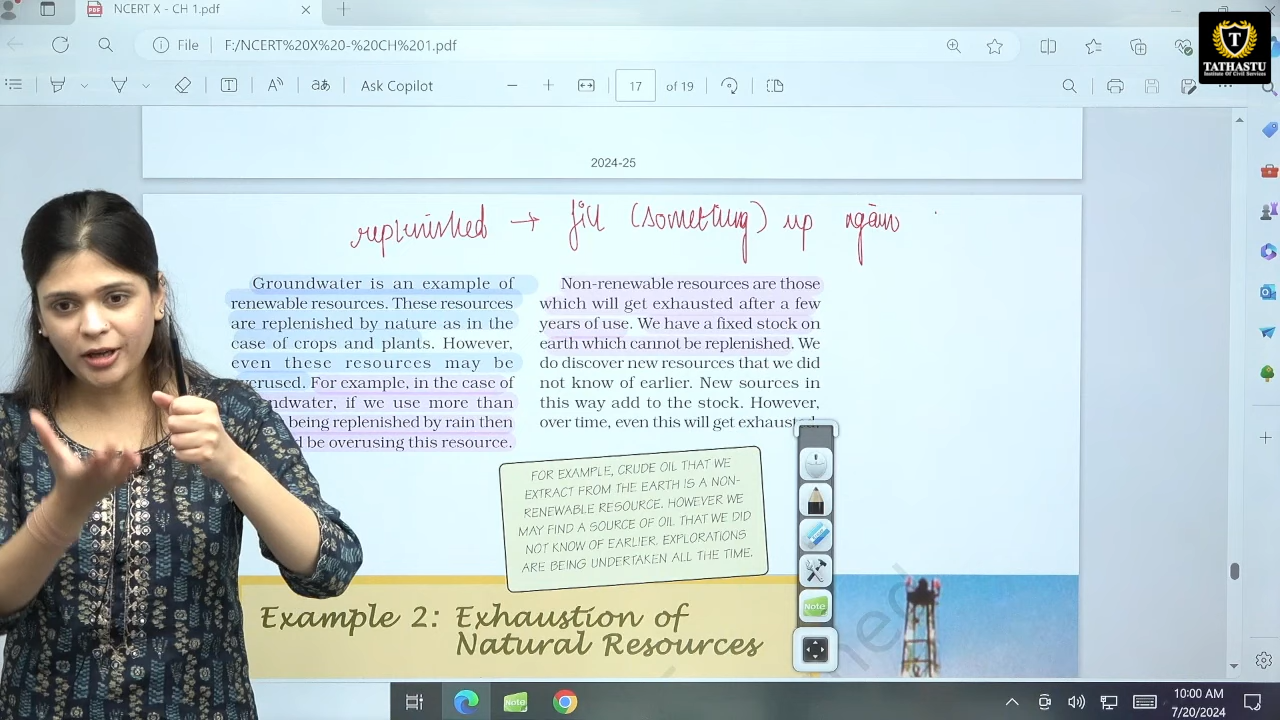 NCERT X - CH 1.pdf
File
F:/NCERT%20X%20-%20CH%201.pdf
T
TATHASTU
Institute Of Civil Services
aあ
Ask Copilot
17
of 19
2024-25
replenished → fill (something) up again
Groundwater is an example of
renewable resources. These resources
are replenished by nature as in the
case of crops and plants. However,
even these resources may be
overused. For example, in the case of
ndwater, if we use more than
being replenished by rain then
d be overusing this resource.
Non-renewable resources are those
which will get exhausted after a few
years of use. We have a fixed stock on
earth which cannot be replenished. We
do discover new resources that we did
not know of earlier. New sources in
this way add to the stock. However,
over time, even this will get exhausted.
FOR EXAMPLE, CRUDE OIL THAT WE
EXTRACT FROM THE EARTH IS A NON-
RENEWABLE RESOURCE. HOWEVER WE
MAY FIND A SOURCE OF OIL THAT WE DID
NOT KNOW OF EARLIER. EXPLORATIONS
ARE BEING UNDERTAKEN ALL THE TIME.
Note
Example 2: Exhaustion of
Natural Resources
Note
10:00 AM
7/20/2024